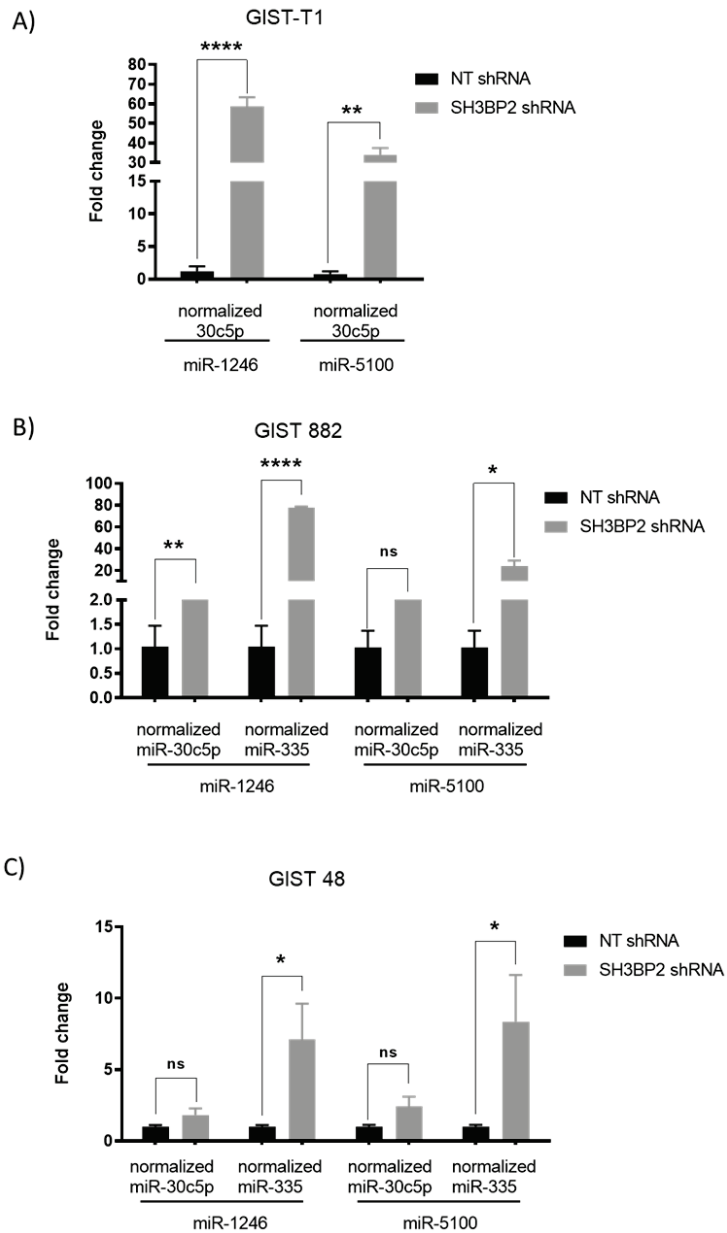 A)
GIST-T1
****
**
NT shRNA
SH3BP2 shRNA
Fold change
80
70
60
50
40
30
15
10
5
0
normalized 30c5p
normalized 30c5p
miR-1246
miR-5100
B)
GIST 882
**
****
ns
*
NT shRNA
SH3BP2 shRNA
Fold change
100
80
60
40
20
2.0
1.5
1.0
0.5
0.0
normalized miR-30c5p
normalized miR-335
normalized miR-30c5p
normalized miR-335
miR-1246
miR-5100
C)
GIST 48
ns
*
ns
*
NT shRNA
SH3BP2 shRNA
Fold change
15
10
5
0
normalized miR-30c5p
normalized miR-335
normalized miR-30c5p
normalized miR-335
miR-1246
miR-5100